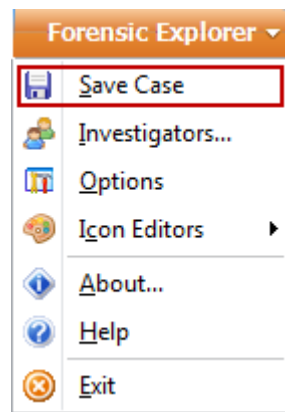 Forensic Explorer
Save Case
Investigators...
Options
Icon Editors
About...
Help
Exit